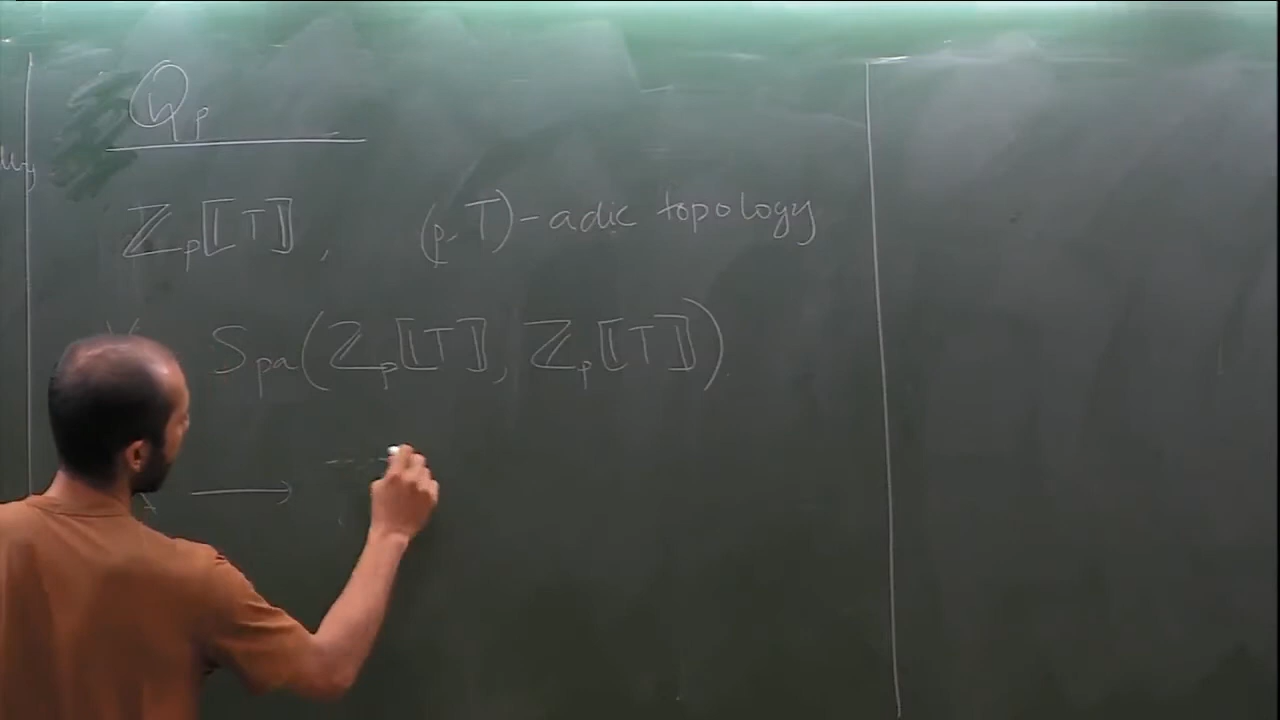 ℚ_p
ℤ_p⟦T⟧, (p,T)-adic topology
Spa(ℤ_p⟦T⟧, ℤ_p⟦T⟧).
⟶